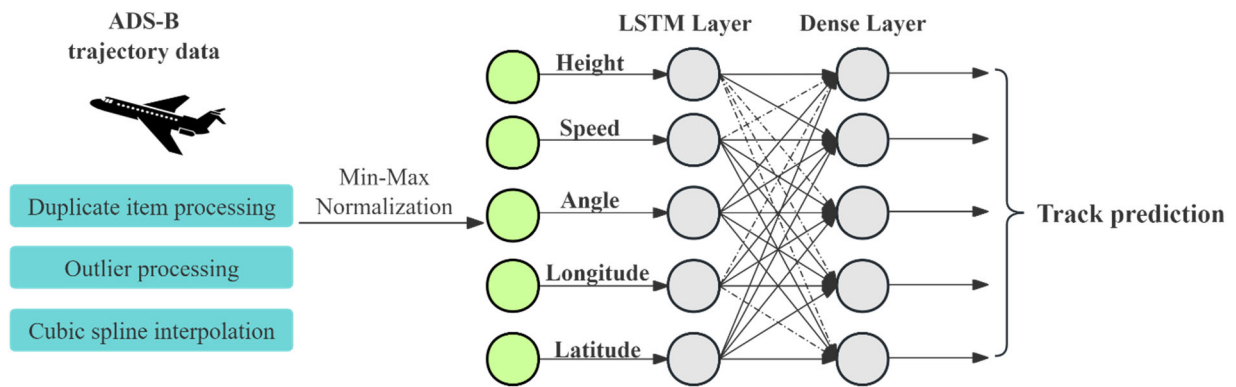 ADS-B
trajectory data
Duplicate item processing
Outlier processing
Cubic spline interpolation
Min-Max
Normalization
LSTM Layer
Dense Layer
Height
Speed
Angle
Longitude
Latitude
Track prediction